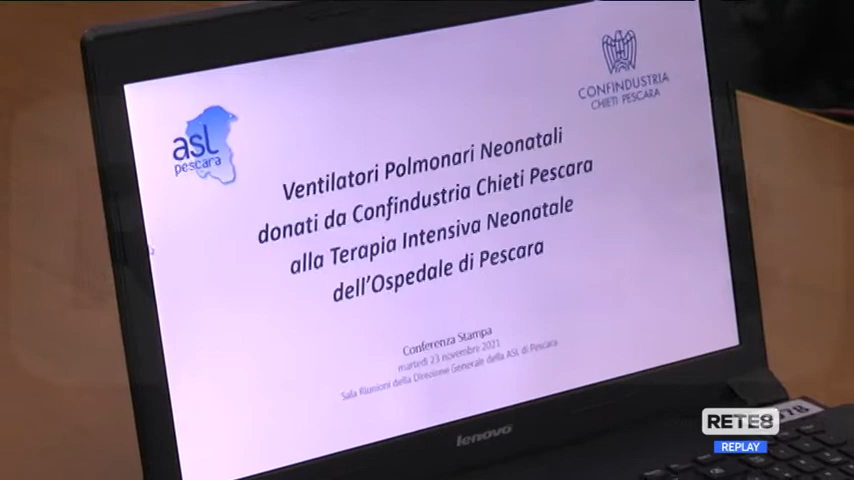 asl
pescara
CONFINDUSTRIA
CHIETI PESCARA
Ventilatori Polmonari Neonatali
donati da Confindustria Chieti Pescara
alla Terapia Intensiva Neonatale
dell'Ospedale di Pescara
Conferenza Stampa
martedì 23 novembre 2021
Sala Riunioni della Direzione Generale della ASL di Pescara
lenovo
RETE8
REPLAY